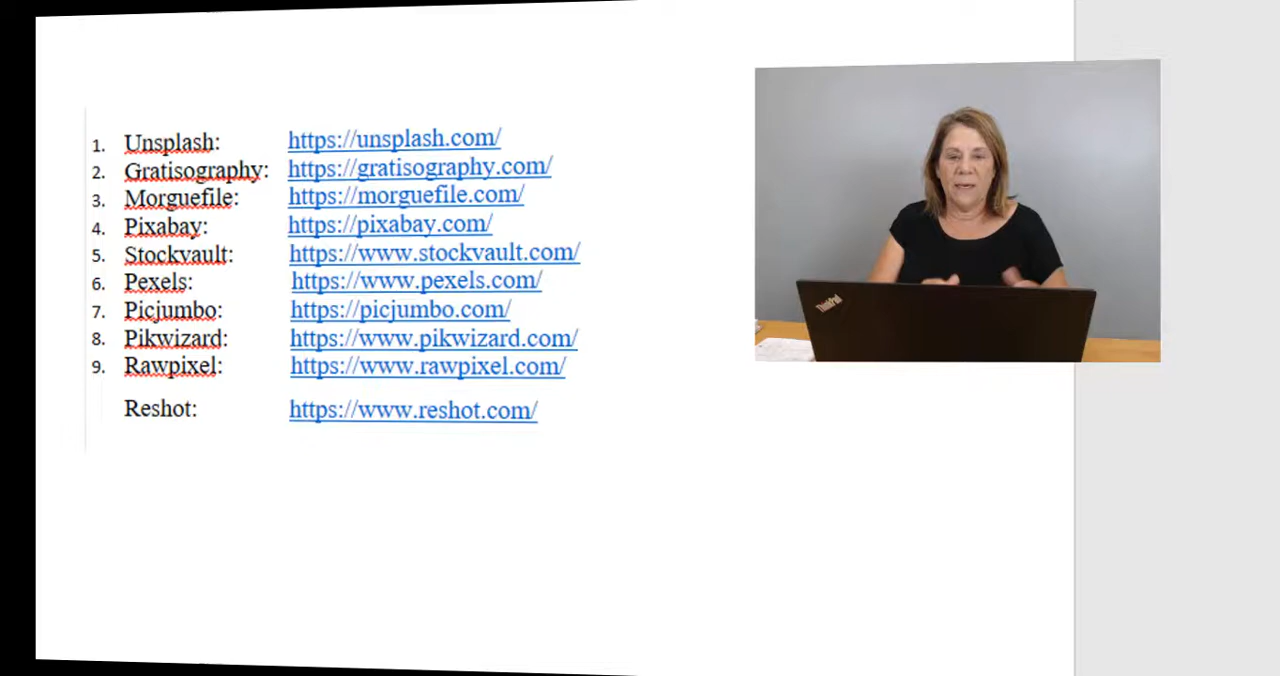 1. Unsplash: https://unsplash.com/
2. Gratisography: https://gratisography.com/
3. Morguefile: https://morguefile.com/
4. Pixabay: https://pixabay.com/
5. Stockvault: https://www.stockvault.com/
6. Pexels: https://www.pexels.com/
7. Picjumbo: https://picjumbo.com/
8. Pikwizard: https://www.pikwizard.com/
9. Rawpixel: https://www.rawpixel.com/
Reshot: https://www.reshot.com/
ThinkPad